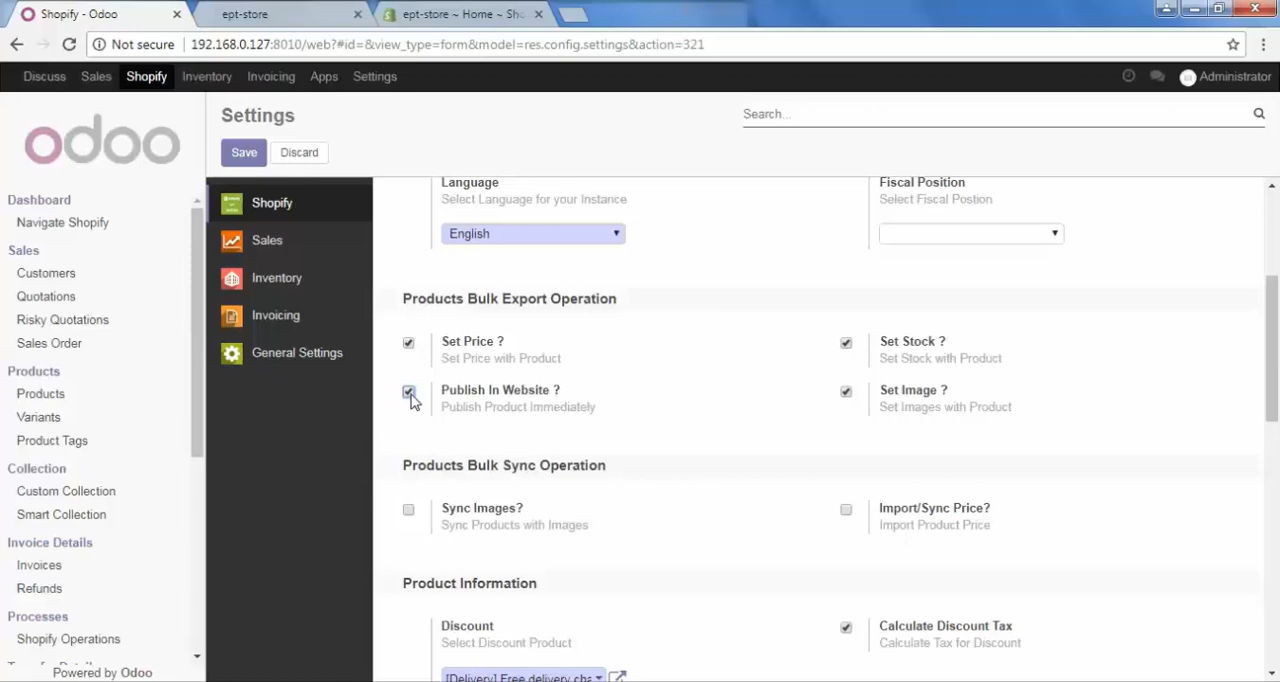 Shopify - Odoo
ept-store
ept-store ~ Home ~ Sho
Not secure
192.168.0.127:8010/web?#id=&view_type=form&model=res.config.settings&action=321
Discuss
Sales
Shopify
Inventory
Invoicing
Apps
Settings
Administrator
odoo
Dashboard
Navigate Shopify
Sales
Customers
Quotations
Risky Quotations
Sales Order
Products
Products
Variants
Product Tags
Collection
Custom Collection
Smart Collection
Invoice Details
Invoices
Refunds
Processes
Shopify Operations
Powered by Odoo
Settings
Search...
Save
Discard
Shopify
Sales
Inventory
Invoicing
General Settings
Language
Select Language for your Instance
English
Fiscal Position
Select Fiscal Postion
Products Bulk Export Operation
Set Price ?
Set Price with Product
Set Stock ?
Set Stock with Product
Publish In Website ?
Publish Product Immediately
Set Image ?
Set Images with Product
Products Bulk Sync Operation
Sync Images?
Sync Products with Images
Import/Sync Price?
Import Product Price
Product Information
Discount
Select Discount Product
[Delivery] Free delivery cha
Calculate Discount Tax
Calculate Tax for Discount